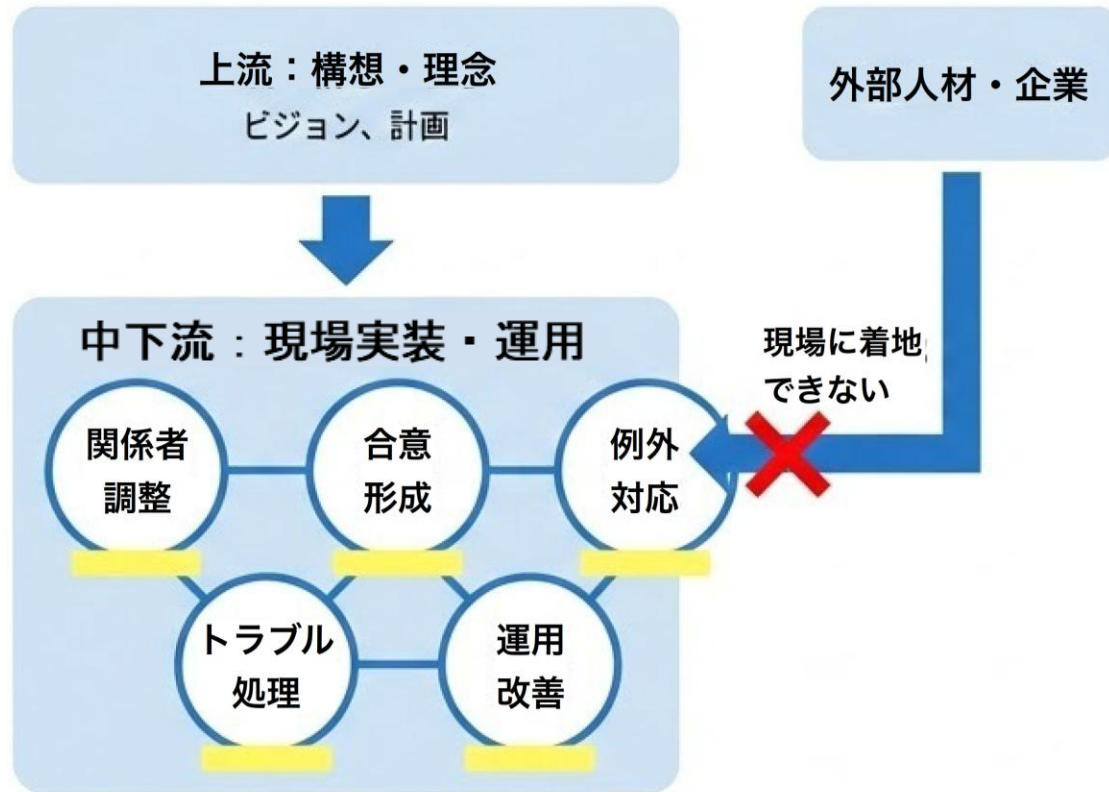 上流：構想・理念
ビジョン、計画
外部人材・企業
中下流：現場実装・運用
現場に着地
できない
関係者
調整
合意
形成
例外
対応
トラブル
処理
運用
改善